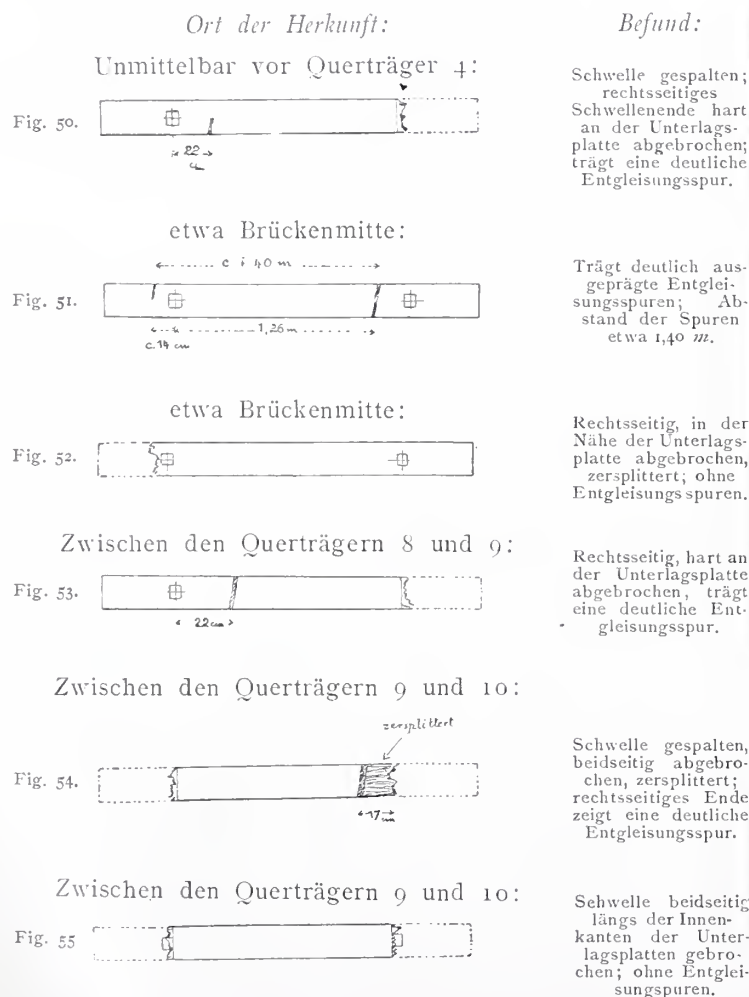 Ort der Herkunft:
Befund:
Unmittelbar vor Querträger 4:
Fig. 50.
22
Schwelle gespalten;
rechtsseitiges
Schwellenende hart
an der Unterlags-
platte abgebrochen;
trägt eine deutliche
Entgleisungsspur.
etwa Brückenmitte:
Fig. 51.
c 1 40 m
1,26 m
c. 14 cm
Trägt deutlich aus-
geprägte Entglei-
sungsspuren; Ab-
stand der Spuren
etwa 1,40 m.
etwa Brückenmitte:
Fig. 52.
Rechtsseitig, in der
Nähe der Unterlags-
platte abgebrochen,
zersplittert; ohne
Entgleisungsspuren.
Zwischen den Querträgern 8 und 9:
Fig. 53.
22 cm
Rechtsseitig, hart an
der Unterlagsplatte
abgebrochen, trägt
eine deutliche Ent-
gleisungsspur.
Zwischen den Querträgern 9 und 10:
zersplittert
Fig. 54.
17 cm
Schwelle gespalten,
beidseitig abgebro-
chen, zersplittert;
rechtsseitiges Ende
zeigt eine deutliche
Entgleisungsspur.
Zwischen den Querträgern 9 und 10:
Fig. 55
Sehwelle beidseitig
längs der Innen-
kanten der Unter-
lagsplatten gebro-
chen; ohne Entglei-
sungspuren.